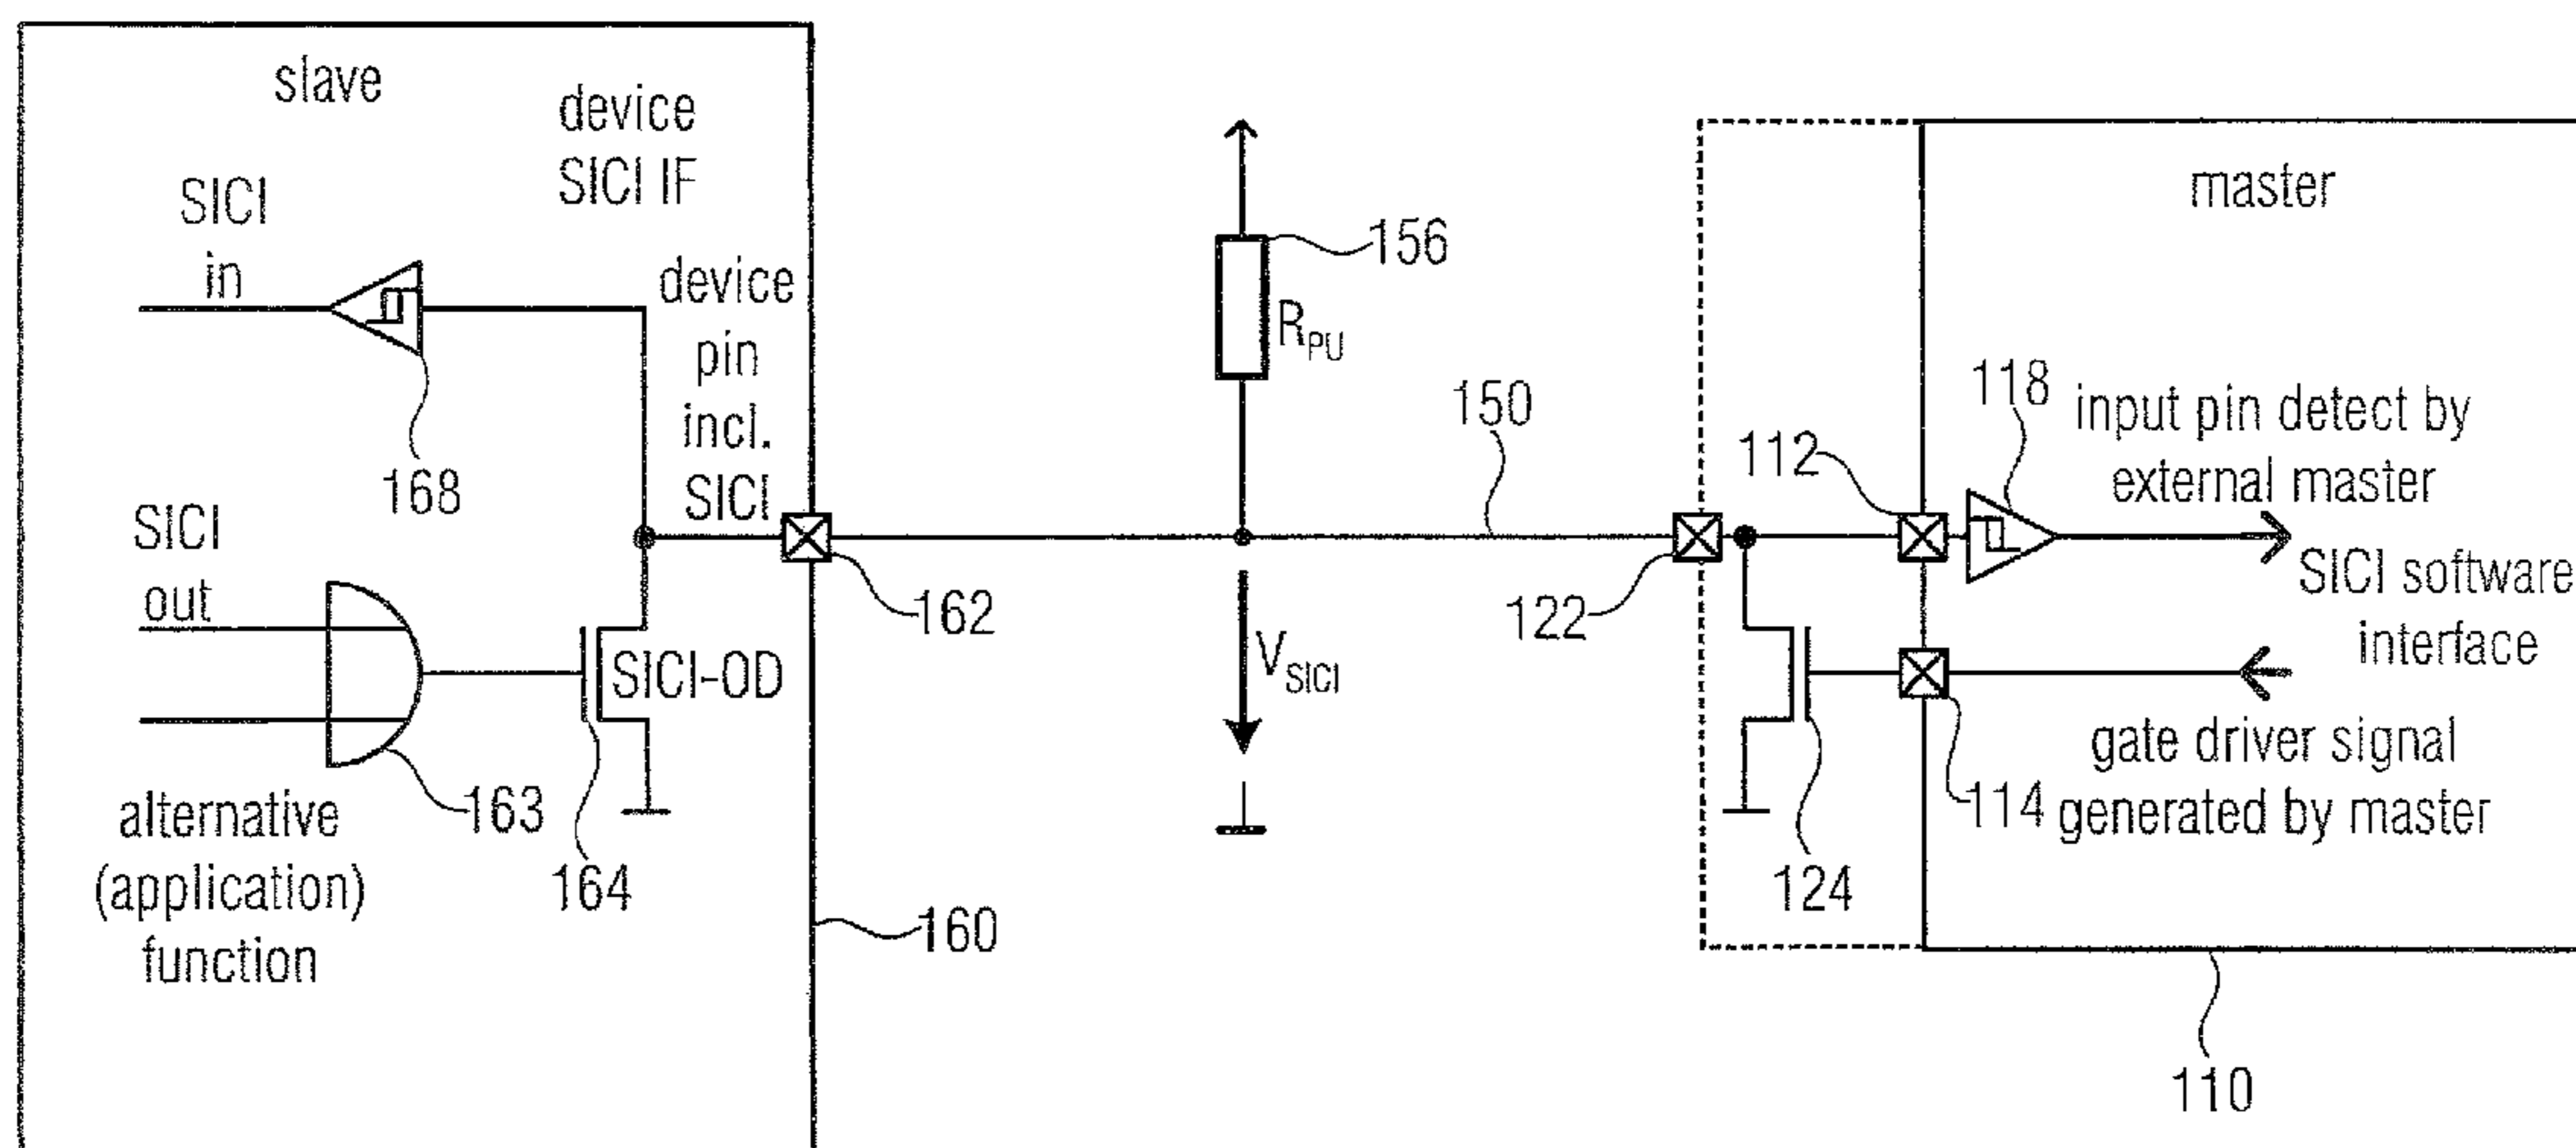 slave
device
SICI IF
SICI
in
device
pin
incl.
SICI
168
SICI
out
SICI-OD
162
163
164
160
alternative
(application)
function
156
R_PU
150
V_SICI
122
112
118
master
input pin detect by
external master
SICI software
interface
gate driver signal
generated by master
114
124
110